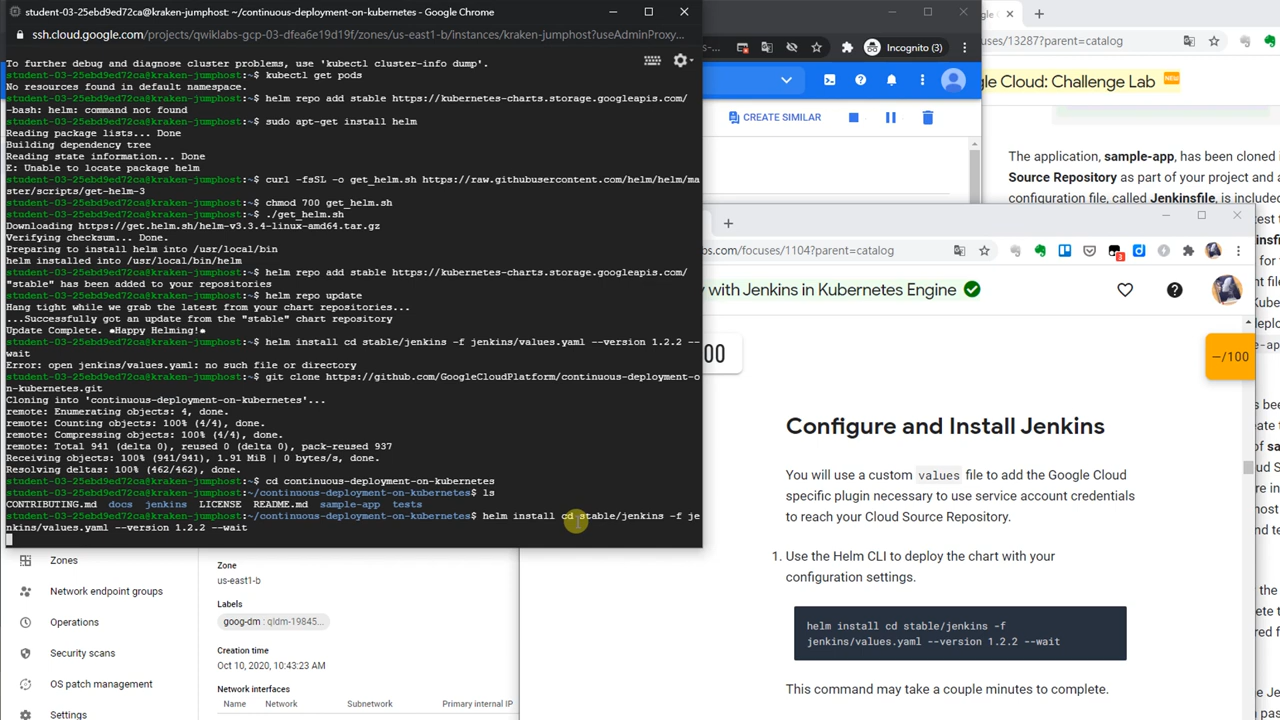 student-03-25ebd9ed72ca@kraken-jumphost: ~/continuous-deployment-on-kubernetes - Google Chrome
ssh.cloud.google.com/projects/qwiklabs-gcp-03-dfea6e19d19f/zones/us-east1-b/instances/kraken-jumphost?useAdminProxy...
To further debug and diagnose cluster problems, use 'kubectl cluster-info dump'.
student-03-25ebd9ed72ca@kraken-jumphost:~$ kubectl get pods
No resources found in default namespace.
student-03-25ebd9ed72ca@kraken-jumphost:~$ helm repo add stable https://kubernetes-charts.storage.googleapis.com/
-bash: helm: command not found
student-03-25ebd9ed72ca@kraken-jumphost:~$ sudo apt-get install helm
Reading package lists... Done
Building dependency tree
Reading state information... Done
E: Unable to locate package helm
student-03-25ebd9ed72ca@kraken-jumphost:~$ curl -fsSL -o get_helm.sh https://raw.githubusercontent.com/helm/helm/ma
ster/scripts/get-helm-3
student-03-25ebd9ed72ca@kraken-jumphost:~$ chmod 700 get_helm.sh
student-03-25ebd9ed72ca@kraken-jumphost:~$ ./get_helm.sh
Downloading https://get.helm.sh/helm-v3.3.4-linux-amd64.tar.gz
Verifying checksum... Done.
Preparing to install helm into /usr/local/bin
helm installed into /usr/local/bin/helm
student-03-25ebd9ed72ca@kraken-jumphost:~$ helm repo add stable https://kubernetes-charts.storage.googleapis.com/
"stable" has been added to your repositories
student-03-25ebd9ed72ca@kraken-jumphost:~$ helm repo update
Hang tight while we grab the latest from your chart repositories...
...Successfully got an update from the "stable" chart repository
Update Complete. ⎈Happy Helming!⎈
student-03-25ebd9ed72ca@kraken-jumphost:~$ helm install cd stable/jenkins -f jenkins/values.yaml --version 1.2.2 --
wait
Error: open jenkins/values.yaml: no such file or directory
student-03-25ebd9ed72ca@kraken-jumphost:~$ git clone https://github.com/GoogleCloudPlatform/continuous-deployment-o
n-kubernetes.git
Cloning into 'continuous-deployment-on-kubernetes'...
remote: Enumerating objects: 4, done.
remote: Counting objects: 100% (4/4), done.
remote: Compressing objects: 100% (4/4), done.
remote: Total 941 (delta 0), reused 0 (delta 0), pack-reused 937
Receiving objects: 100% (941/941), 1.91 MiB | 0 bytes/s, done.
Resolving deltas: 100% (462/462), done.
student-03-25ebd9ed72ca@kraken-jumphost:~$ cd continuous-deployment-on-kubernetes
student-03-25ebd9ed72ca@kraken-jumphost:~/continuous-deployment-on-kubernetes$ ls
CONTRIBUTING.md docs jenkins LICENSE README.md sample-app tests
student-03-25ebd9ed72ca@kraken-jumphost:~/continuous-deployment-on-kubernetes$ helm install cd stable/jenkins -f je
nkins/values.yaml --version 1.2.2 --wait
Incognito (3)
CREATE SIMILAR
Zones
Network endpoint groups
Operations
Security scans
OS patch management
Settings
Zone
us-east1-b
Labels
goog-dm : qldm-19845...
Creation time
Oct 10, 2020, 10:43:23 AM
Network interfaces
Name Network Subnetwork Primary internal IP
uses/13287?parent=catalog
gle Cloud: Challenge Lab NEW
The application, sample-app, has been cloned i
Source Repository as part of your project and a
configuration file, called Jenkinsfile, is include
bs.com/focuses/1104?parent=catalog
y with Jenkins in Kubernetes Engine
00
–/100
Configure and Install Jenkins
You will use a custom values file to add the Google Cloud
specific plugin necessary to use service account credentials
to reach your Cloud Source Repository.
1. Use the Helm CLI to deploy the chart with your
configuration settings.
helm install cd stable/jenkins -f
jenkins/values.yaml --version 1.2.2 --wait
This command may take a couple minutes to complete.